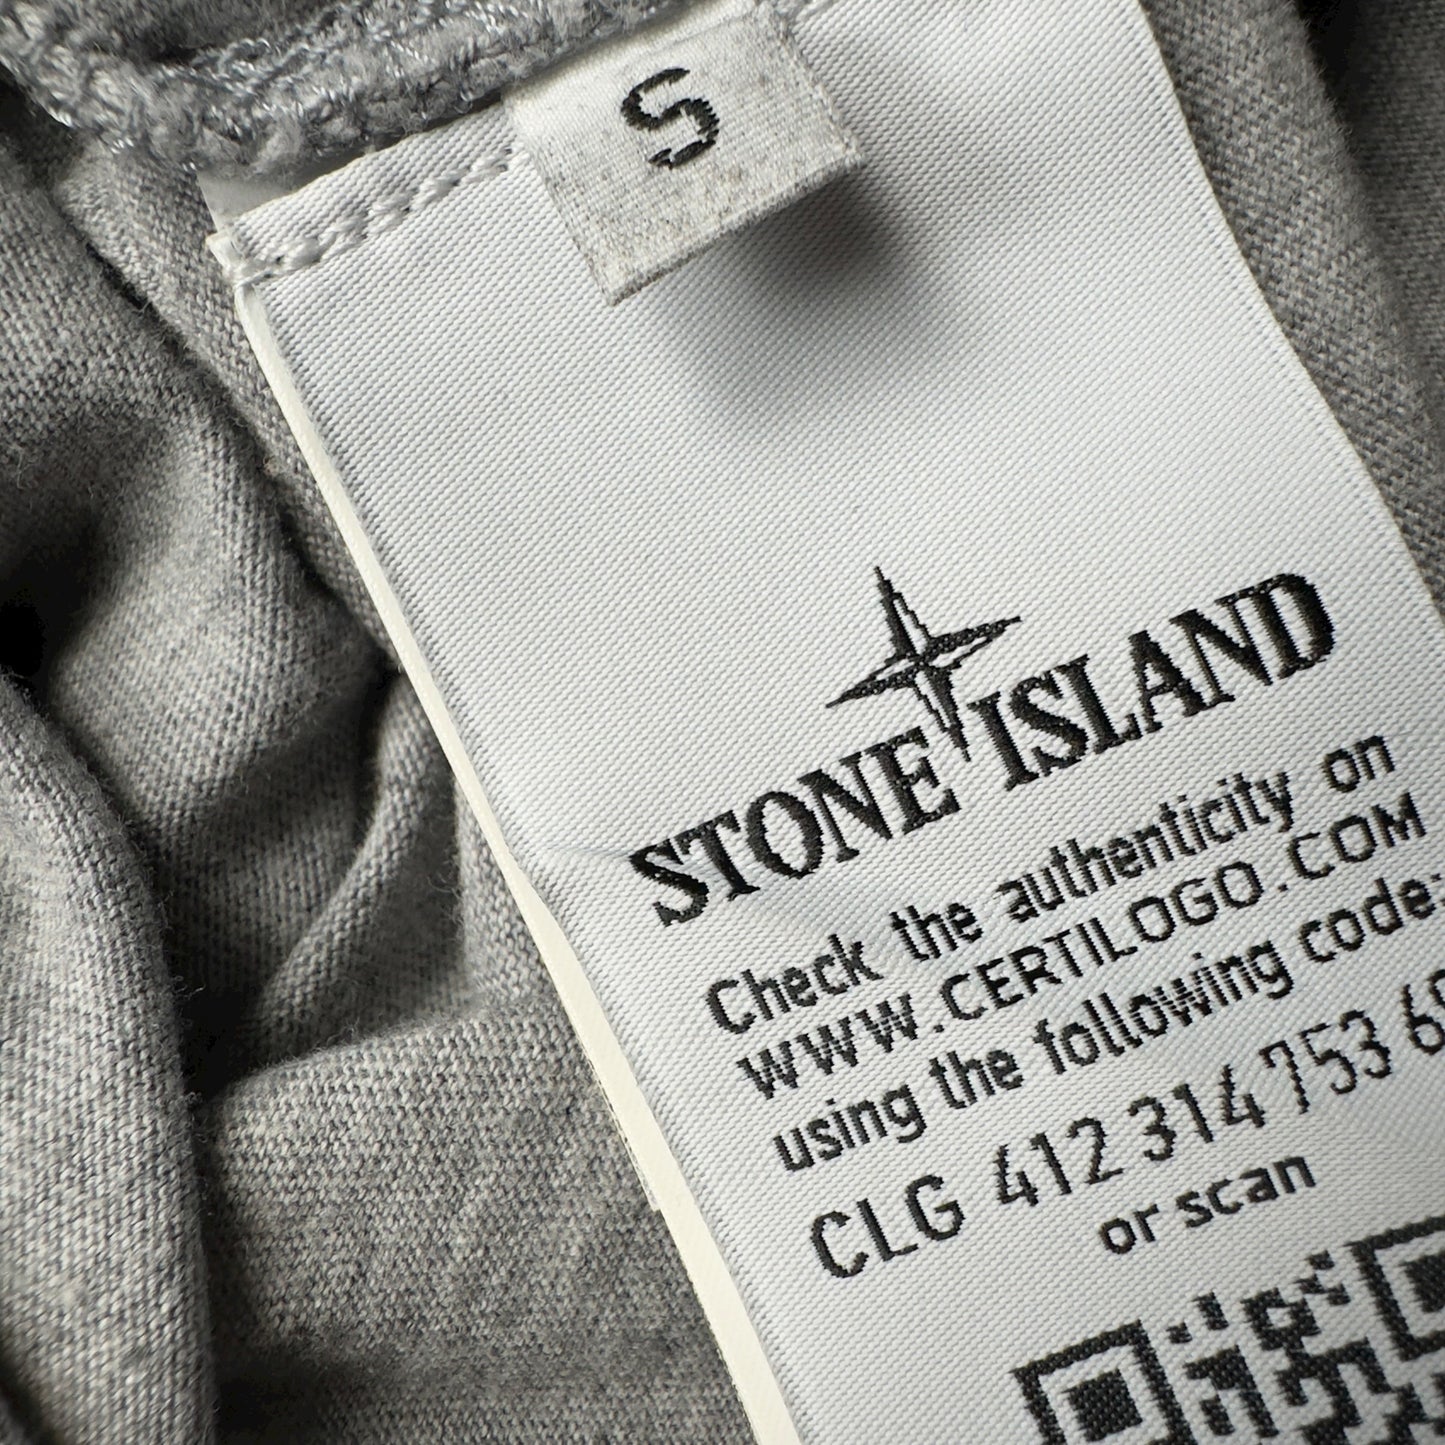 S
STONE ISLAND
Check the authenticity on
WWW.CERTILOGO.COM
using the following code:
CLG 412 314 753
or scan